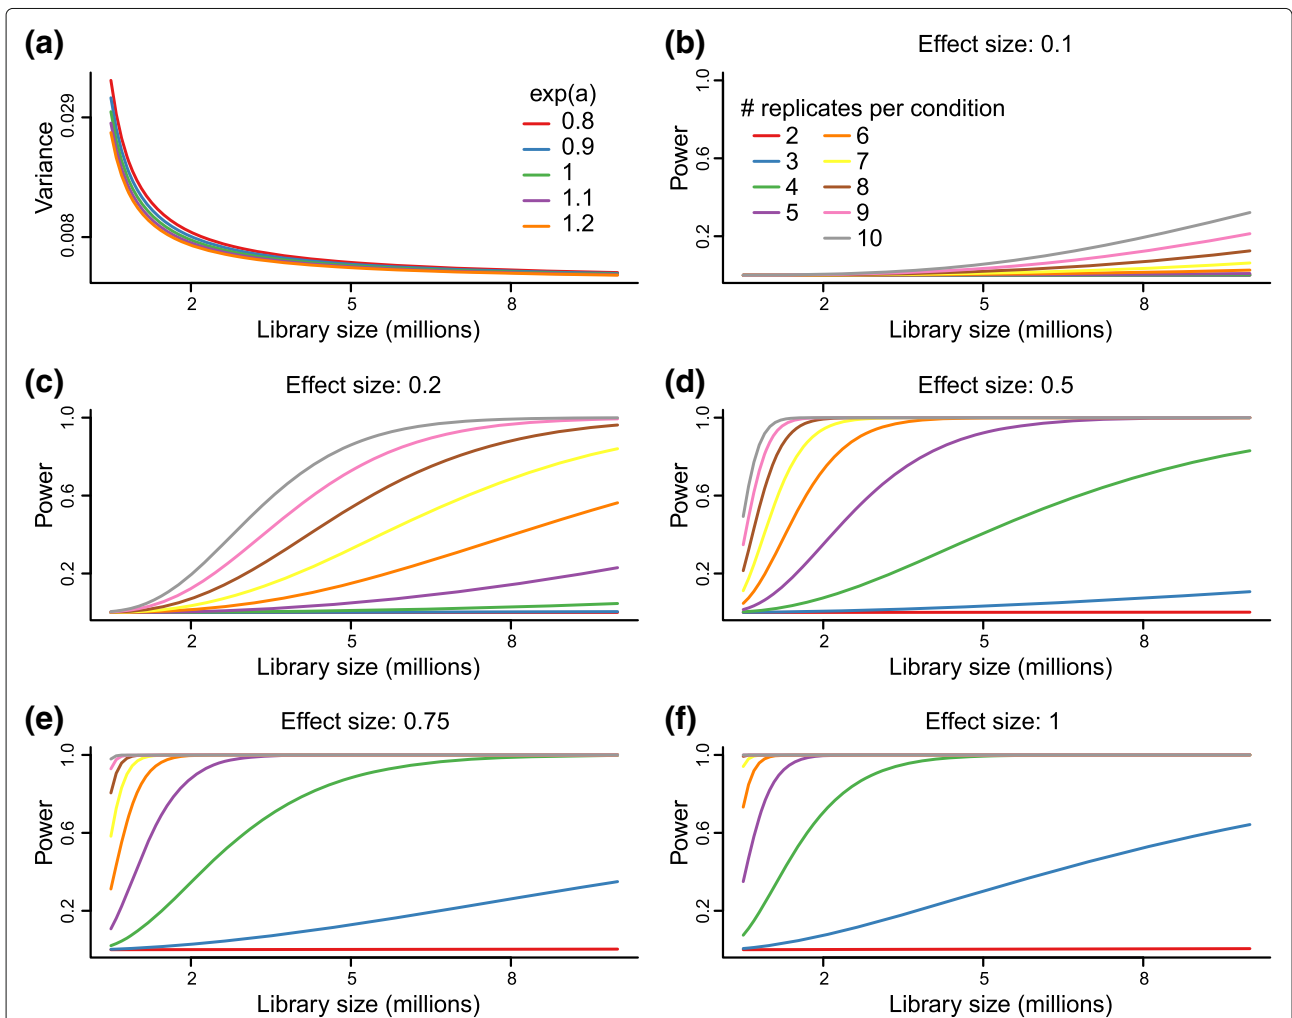 (a)
exp(a)
0.8
0.9
1
1.1
1.2
Variance
0.029
0.008
2
5
8
Library size (millions)
(b)
Effect size: 0.1
# replicates per condition
2
3
4
5
6
7
8
9
10
Power
1.0
0.6
0.2
2
5
8
Library size (millions)
(c)
Effect size: 0.2
Power
1.0
0.6
0.2
2
5
8
Library size (millions)
(d)
Effect size: 0.5
Power
1.0
0.6
0.2
2
5
8
Library size (millions)
(e)
Effect size: 0.75
Power
1.0
0.6
0.2
2
5
8
Library size (millions)
(f)
Effect size: 1
Power
1.0
0.6
0.2
2
5
8
Library size (millions)